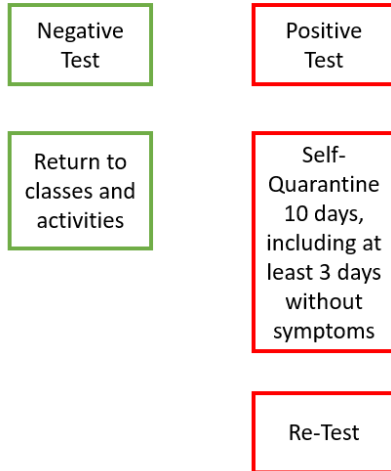 Negative
Test
Positive
Test
Return to
classes and
activities
Self-
Quarantine
10 days,
including at
least 3 days
without
symptoms
Re-Test